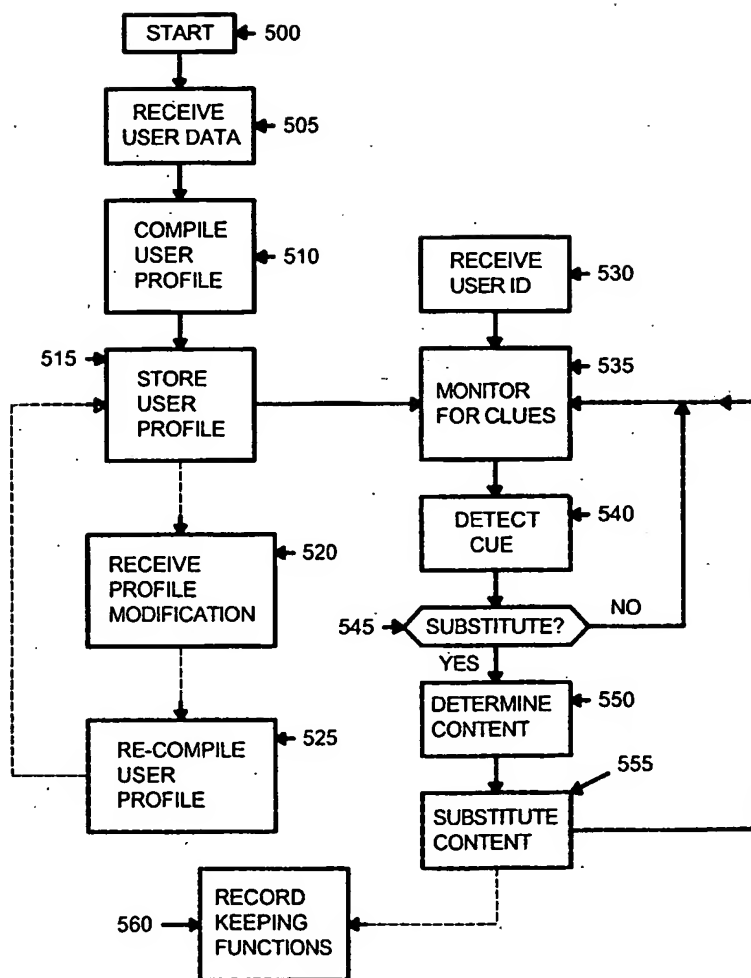 START
500
RECEIVE
USER DATA
505
COMPILE
USER
PROFILE
510
515
STORE
USER
PROFILE
RECEIVE
PROFILE
MODIFICATION
520
RE-COMPILE
USER
PROFILE
525
RECEIVE
USER ID
530
MONITOR
FOR CLUES
535
DETECT
CUE
540
545
SUBSTITUTE?
NO
YES
DETERMINE
CONTENT
550
SUBSTITUTE
CONTENT
555
560
RECORD
KEEPING
FUNCTIONS